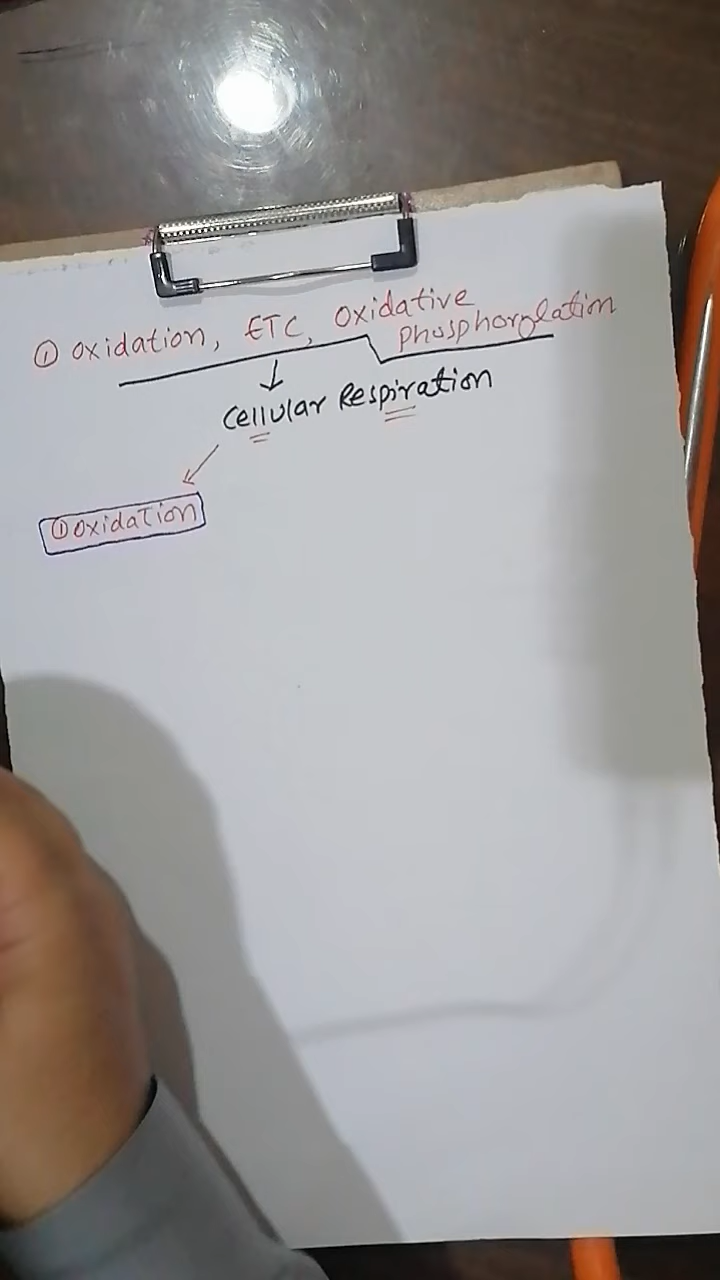 ① Oxidation, ETC, Oxidative
Phosphorylation
Cellular Respiration
① Oxidation